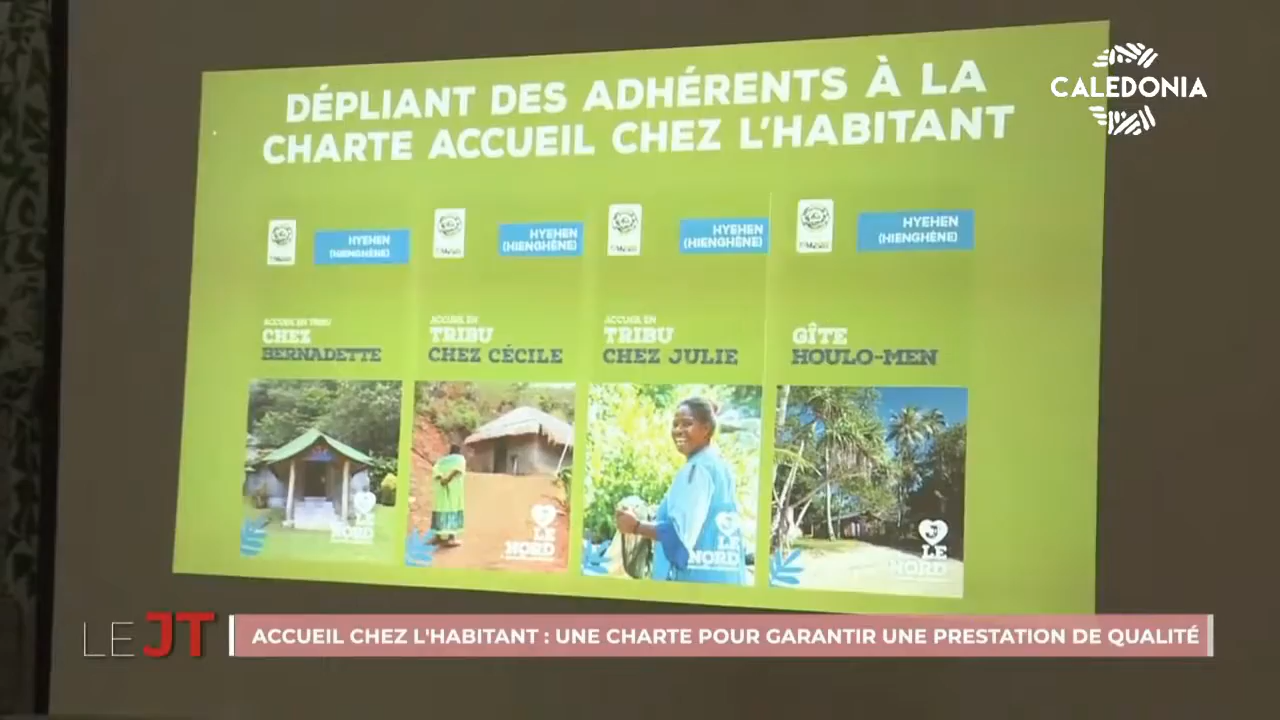 DÉPLIANT DES ADHÉRENTS À LA
CHARTE ACCUEIL CHEZ L'HABITANT
CALEDONIA
HYEHEN
(HIENGHÈNE)
HYEHEN
(HIENGHÈNE)
HYEHEN
(HIENGHÈNE)
HYEHEN
(HIENGHÈNE)
ACCUEIL EN TRIBU
CHEZ
BERNADETTE
ACCUEIL EN
TRIBU
CHEZ CÉCILE
ACCUEIL EN
TRIBU
CHEZ JULIE
GÎTE
HOULO-MEN
LE
NORD
LE
NORD
LE
NORD
LE
NORD
LE JT
ACCUEIL CHEZ L'HABITANT : UNE CHARTE POUR GARANTIR UNE PRESTATION DE QUALITÉ